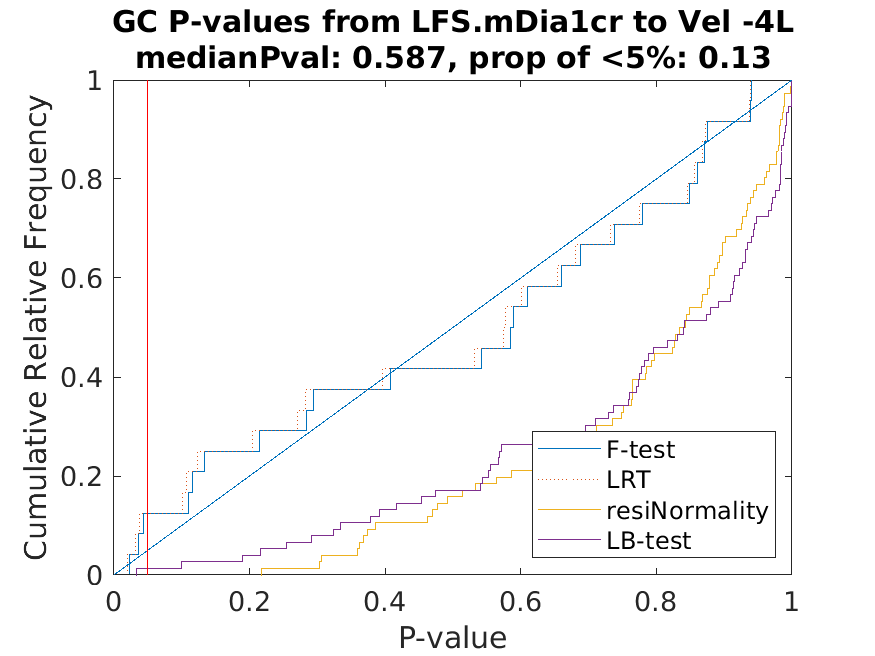 GC P-values from LFS.mDia1cr to Vel -4L
medianPval: 0.587, prop of <5%: 0.13
Cumulative Relative Frequency
1
0.8
0.6
0.4
0.2
0
F-test
LRT
resiNormality
LB-test
0 0.2 0.4 0.6 0.8 1
P-value